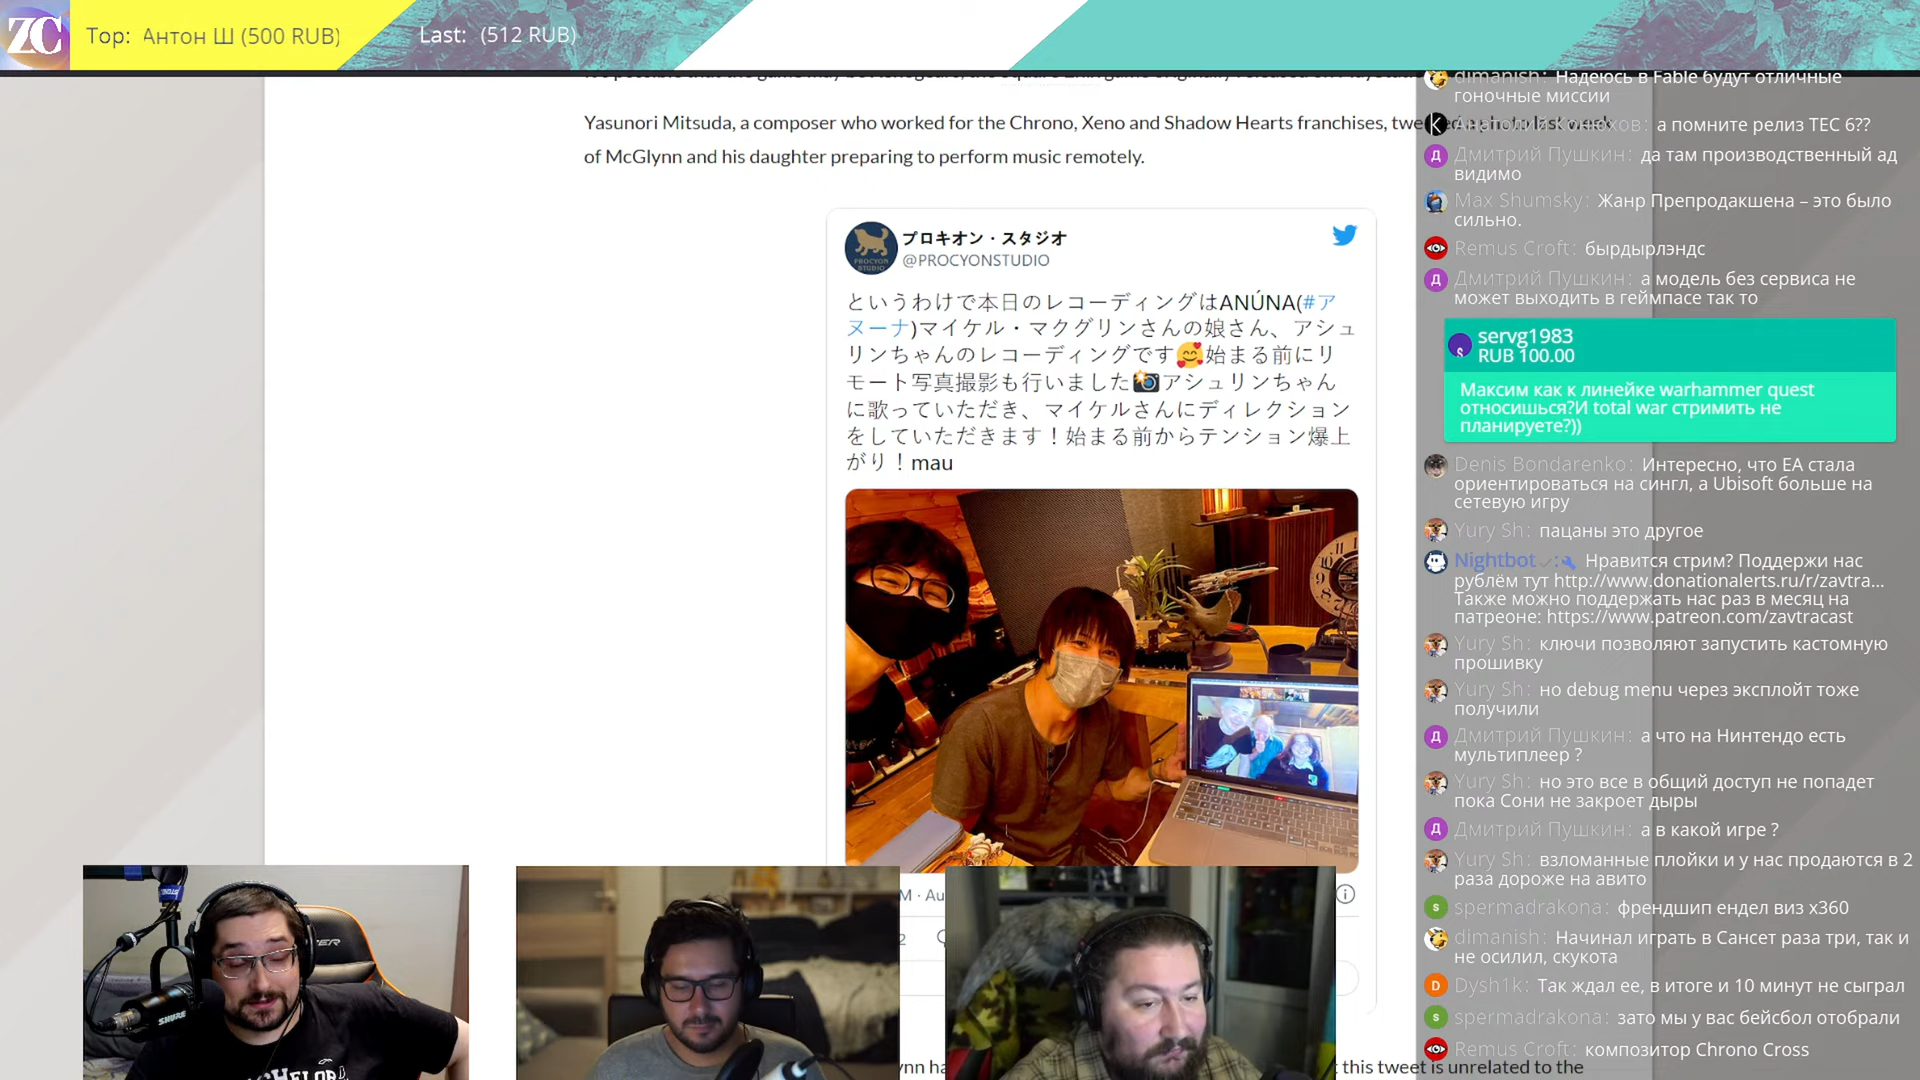 ZC
Top: Антон Ш (500 RUB)
Last: (512 RUB)
Yasunori Mitsuda, a composer who worked for the Chrono, Xeno and Shadow Hearts franchises, tweeted a photo last week
of McGlynn and his daughter preparing to perform music remotely.
プロキオン・スタジオ
@PROCYONSTUDIO
PROCYON
STUDIO
というわけで本日のレコーディングはANÚNA(#ア
ヌーナ)マイケル・マクグリンさんの娘さん、アシュ
リンちゃんのレコーディングです🥰始まる前にリ
モート写真撮影も行いました📸アシュリンちゃん
に歌っていただき、マイケルさんにディレクション
をしていただきます！始まる前からテンション爆上
がり！mau
M · Au
2
this tweet is unrelated to the
SHURE
dimanish: Надеюсь в Fable будут отличные
гоночные миссии
а помните релиз ТЕС 6??
Дмитрий Пушкин: да там производственный ад
видимо
Max Shumsky: Жанр Препродакшена – это было
сильно.
Remus Croft: бырдырлэндс
Дмитрий Пушкин: а модель без сервиса не
может выходить в геймпасе так то
servg1983
RUB 100.00
Максим как к линейке warhammer quest
относишься?И total war стримить не
планируете?))
Denis Bondarenko: Интересно, что EA стала
ориентироваться на сингл, а Ubisoft больше на
сетевую игру
Yury Sh: пацаны это другое
Nightbot: Нравится стрим? Поддержи нас
рублём тут http://www.donationalerts.ru/r/zavtra...
Также можно поддержать нас раз в месяц на
патреоне: https://www.patreon.com/zavtracast
Yury Sh: ключи позволяют запустить кастомную
прошивку
Yury Sh: но debug menu через эксплойт тоже
получили
Дмитрий Пушкин: а что на Нинтендо есть
мультиплеер ?
Yury Sh: но это все в общий доступ не попадет
пока Сони не закроет дыры
Дмитрий Пушкин: а в какой игре ?
Yury Sh: взломанные плойки и у нас продаются в 2
раза дороже на авито
spermadrakona: френдшип ендел виз х360
dimanish: Начинал играть в Сансет раза три, так и
не осилил, скукота
Dysh1k: Так ждал ее, в итоге и 10 минут не сыграл
spermadrakona: зато мы у вас бейсбол отобрали
Remus Croft: композитор Chrono Cross